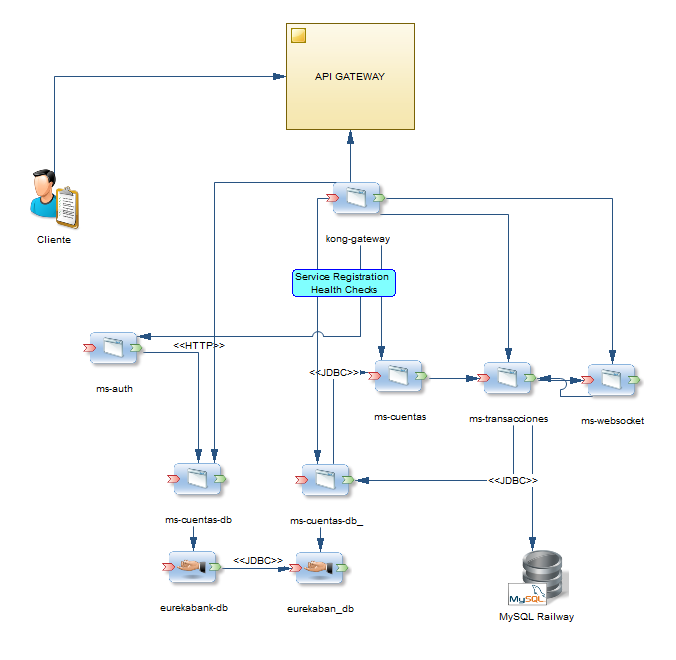 API GATEWAY
Cliente
kong-gateway
Service Registration
Health Checks
<<HTTP>>
ms-auth
<<JDBC>>
ms-cuentas
ms-transacciones
ms-websocket
<<JDBC>>
ms-cuentas-db
ms-cuentas-db_
<<JDBC>>
eurekabank-db
eurekaban_db
MySQL
MySQL Railway